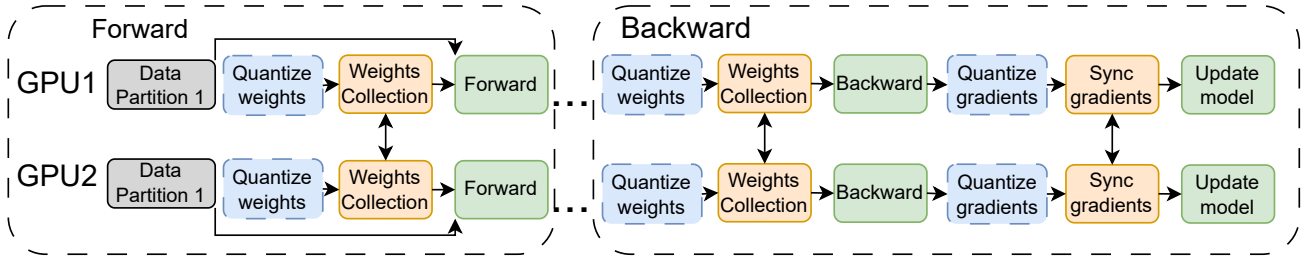 Forward
GPU1
Data
Partition 1
Quantize
weights
Weights
Collection
Forward
...
GPU2
Data
Partition 1
Quantize
weights
Weights
Collection
Forward
...
Backward
Quantize
weights
Weights
Collection
Backward
Quantize
gradients
Sync
gradients
Update
model
Quantize
weights
Weights
Collection
Backward
Quantize
gradients
Sync
gradients
Update
model